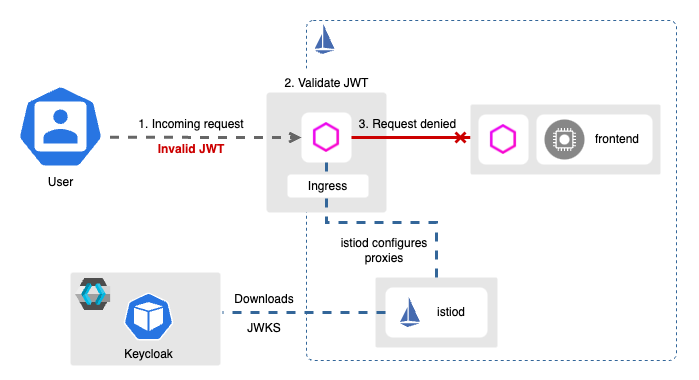 2. Validate JWT
1. Incoming request
Invalid JWT
3. Request denied
frontend
User
Ingress
istiod configures
proxies
Downloads
JWKS
istiod
Keycloak